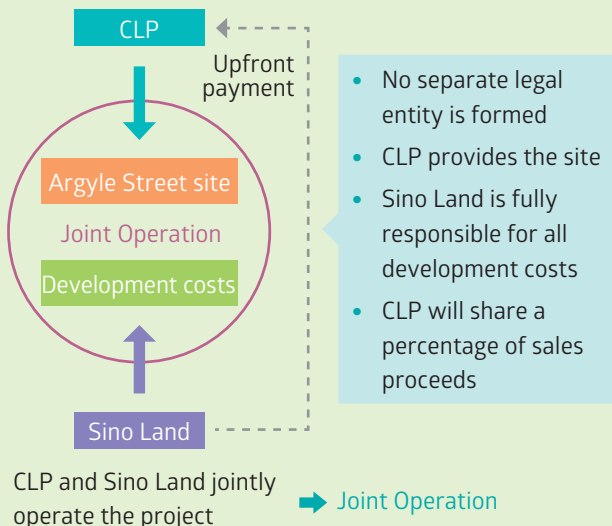 CLP
Upfront
payment
Argyle Street site
Joint Operation
Development costs
Sino Land
• No separate legal
entity is formed
• CLP provides the site
• Sino Land is fully
responsible for all
development costs
• CLP will share a
percentage of sales
proceeds
CLP and Sino Land jointly
operate the project
Joint Operation